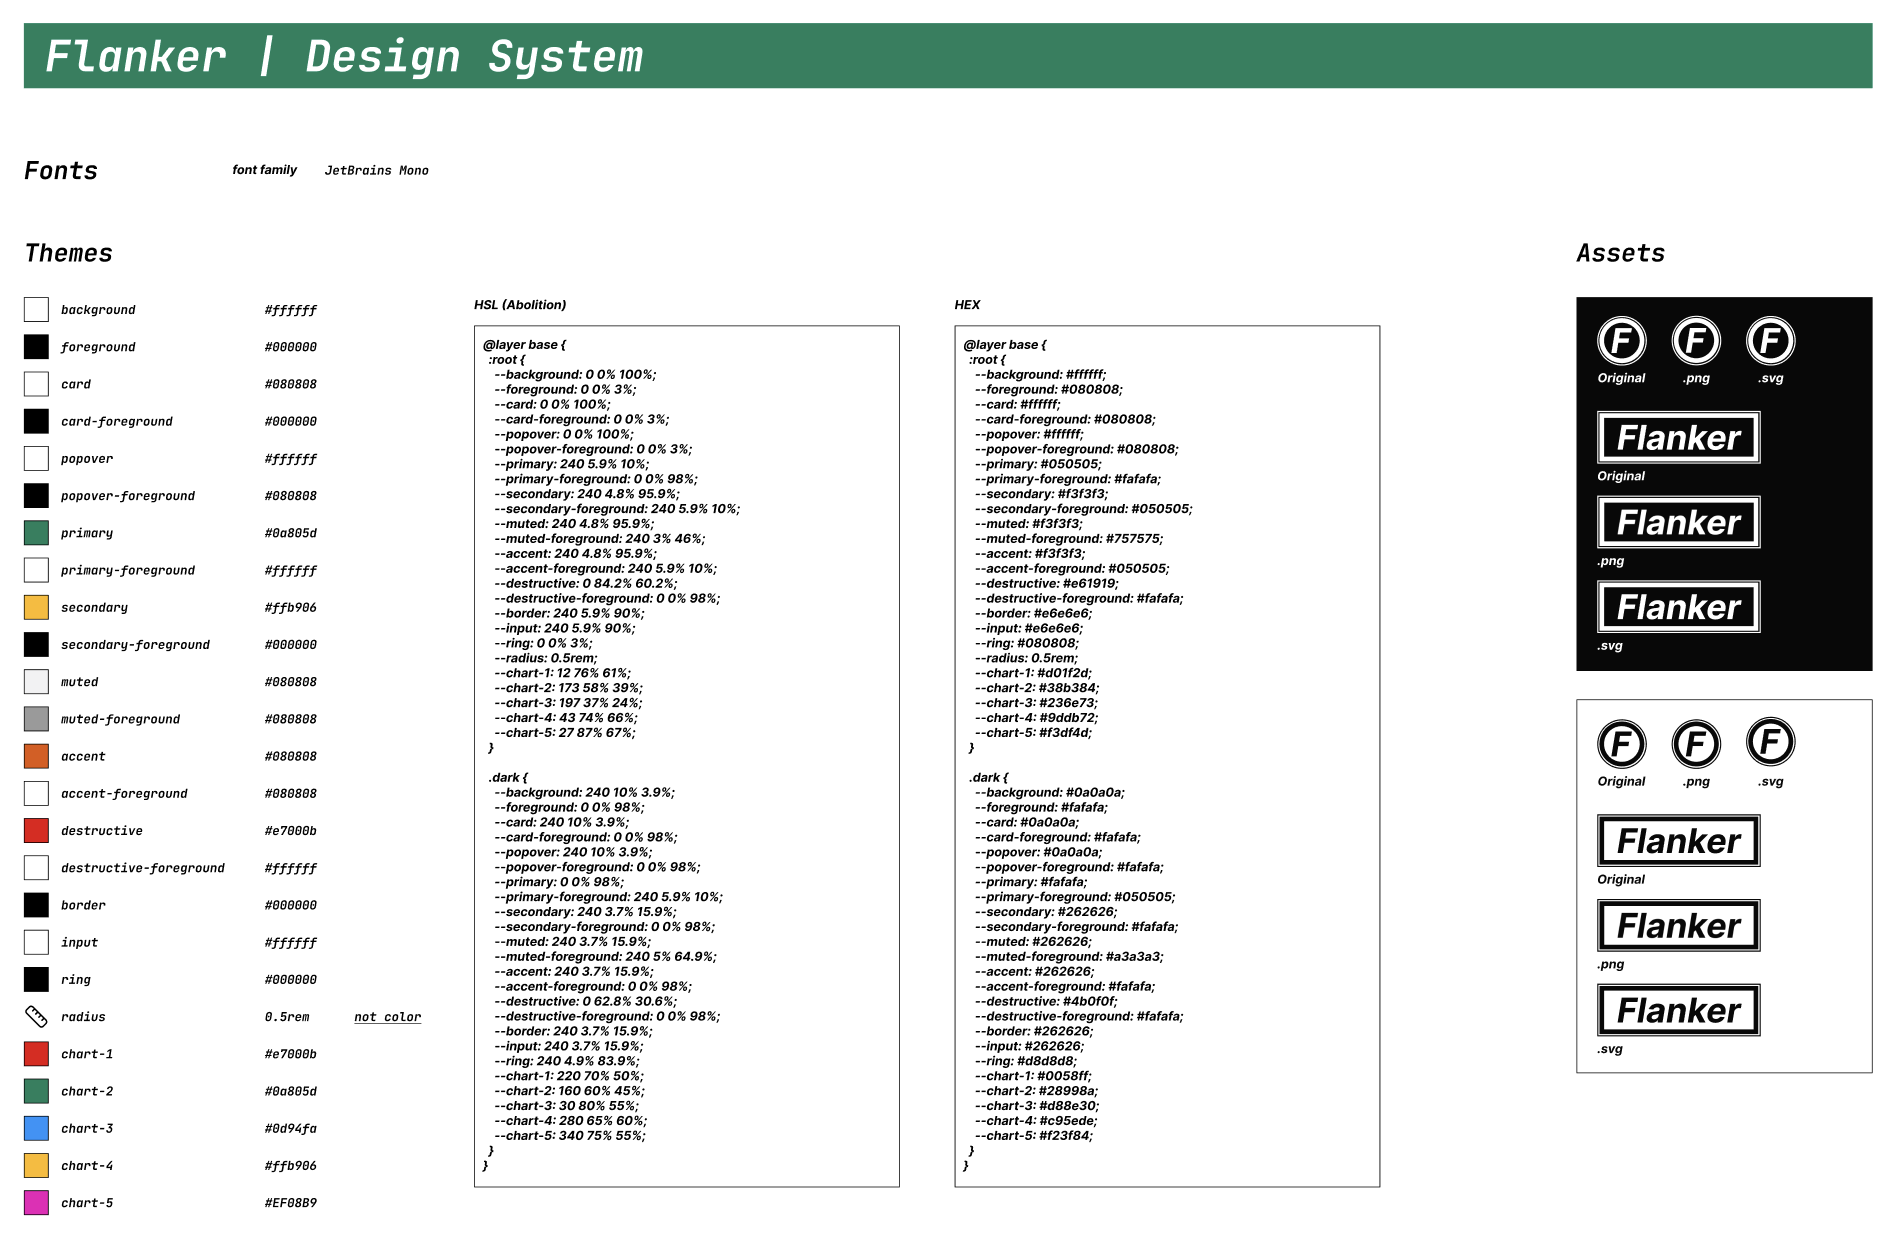 Flanker | Design System
Fonts
font family
JetBrains Mono
Themes
background #ffffff
foreground #000000
card #080808
card-foreground #000000
popover #ffffff
popover-foreground #080808
primary #0a805d
primary-foreground #ffffff
secondary #ffb906
secondary-foreground #000000
muted #080808
muted-foreground #080808
accent #080808
accent-foreground #080808
destructive #e7000b
destructive-foreground #ffffff
border #000000
input #ffffff
ring #000000
radius 0.5rem not color
chart-1 #e7000b
chart-2 #0a805d
chart-3 #0d94fa
chart-4 #ffb906
chart-5 #EF08B9
HSL (Abolition)
@layer base {
:root {
--background: 0 0% 100%;
--foreground: 0 0% 3%;
--card: 0 0% 100%;
--card-foreground: 0 0% 3%;
--popover: 0 0% 100%;
--popover-foreground: 0 0% 3%;
--primary: 240 5.9% 10%;
--primary-foreground: 0 0% 98%;
--secondary: 240 4.8% 95.9%;
--secondary-foreground: 240 5.9% 10%;
--muted: 240 4.8% 95.9%;
--muted-foreground: 240 3% 46%;
--accent: 240 4.8% 95.9%;
--accent-foreground: 240 5.9% 10%;
--destructive: 0 84.2% 60.2%;
--destructive-foreground: 0 0% 98%;
--border: 240 5.9% 90%;
--input: 240 5.9% 90%;
--ring: 0 0% 3%;
--radius: 0.5rem;
--chart-1: 12 76% 61%;
--chart-2: 173 58% 39%;
--chart-3: 197 37% 24%;
--chart-4: 43 74% 66%;
--chart-5: 27 87% 67%;
}
.dark {
--background: 240 10% 3.9%;
--foreground: 0 0% 98%;
--card: 240 10% 3.9%;
--card-foreground: 0 0% 98%;
--popover: 240 10% 3.9%;
--popover-foreground: 0 0% 98%;
--primary: 0 0% 98%;
--primary-foreground: 240 5.9% 10%;
--secondary: 240 3.7% 15.9%;
--secondary-foreground: 0 0% 98%;
--muted: 240 3.7% 15.9%;
--muted-foreground: 240 5% 64.9%;
--accent: 240 3.7% 15.9%;
--accent-foreground: 0 0% 98%;
--destructive: 0 62.8% 30.6%;
--destructive-foreground: 0 0% 98%;
--border: 240 3.7% 15.9%;
--input: 240 3.7% 15.9%;
--ring: 240 4.9% 83.9%;
--chart-1: 220 70% 50%;
--chart-2: 160 60% 45%;
--chart-3: 30 80% 55%;
--chart-4: 280 65% 60%;
--chart-5: 340 75% 55%;
}
}
HEX
@layer base {
:root {
--background: #ffffff;
--foreground: #080808;
--card: #ffffff;
--card-foreground: #080808;
--popover: #ffffff;
--popover-foreground: #080808;
--primary: #050505;
--primary-foreground: #fafafa;
--secondary: #f3f3f3;
--secondary-foreground: #050505;
--muted: #f3f3f3;
--muted-foreground: #757575;
--accent: #f3f3f3;
--accent-foreground: #050505;
--destructive: #e61919;
--destructive-foreground: #fafafa;
--border: #e6e6e6;
--input: #e6e6e6;
--ring: #080808;
--radius: 0.5rem;
--chart-1: #d01f2d;
--chart-2: #38b384;
--chart-3: #236e73;
--chart-4: #9ddb72;
--chart-5: #f3df4d;
}
.dark {
--background: #0a0a0a;
--foreground: #fafafa;
--card: #0a0a0a;
--card-foreground: #fafafa;
--popover: #0a0a0a;
--popover-foreground: #fafafa;
--primary: #fafafa;
--primary-foreground: #050505;
--secondary: #262626;
--secondary-foreground: #fafafa;
--muted: #262626;
--muted-foreground: #a3a3a3;
--accent: #262626;
--accent-foreground: #fafafa;
--destructive: #4b0f0f;
--destructive-foreground: #fafafa;
--border: #262626;
--input: #262626;
--ring: #d8d8d8;
--chart-1: #0058ff;
--chart-2: #28998a;
--chart-3: #d88e30;
--chart-4: #c95ede;
--chart-5: #f23f84;
}
}
Assets
F F F
Original .png .svg
Flanker
Original
Flanker
.png
Flanker
.svg
F F F
Original .png .svg
Flanker
Original
Flanker
.png
Flanker
.svg